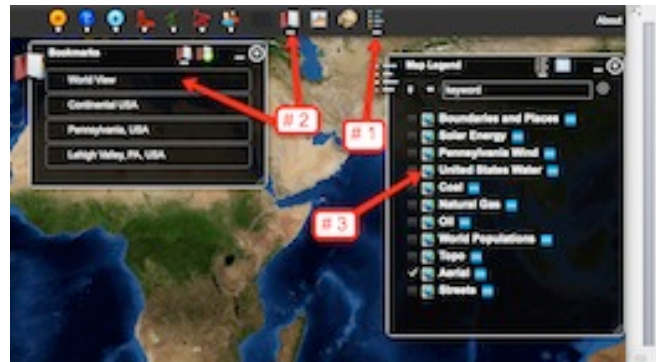 About
Bookmarks
World View
Continental USA
Pennsylvania, USA
Lehigh Valley, PA, USA
# 2
# 1
# 3
Map Legend
keyword
Boundaries and Places
Solar Energy
Pennsylvania Wind
United States Water
Coal
Natural Gas
Oil
World Populations
Topo
Aerial
Streets